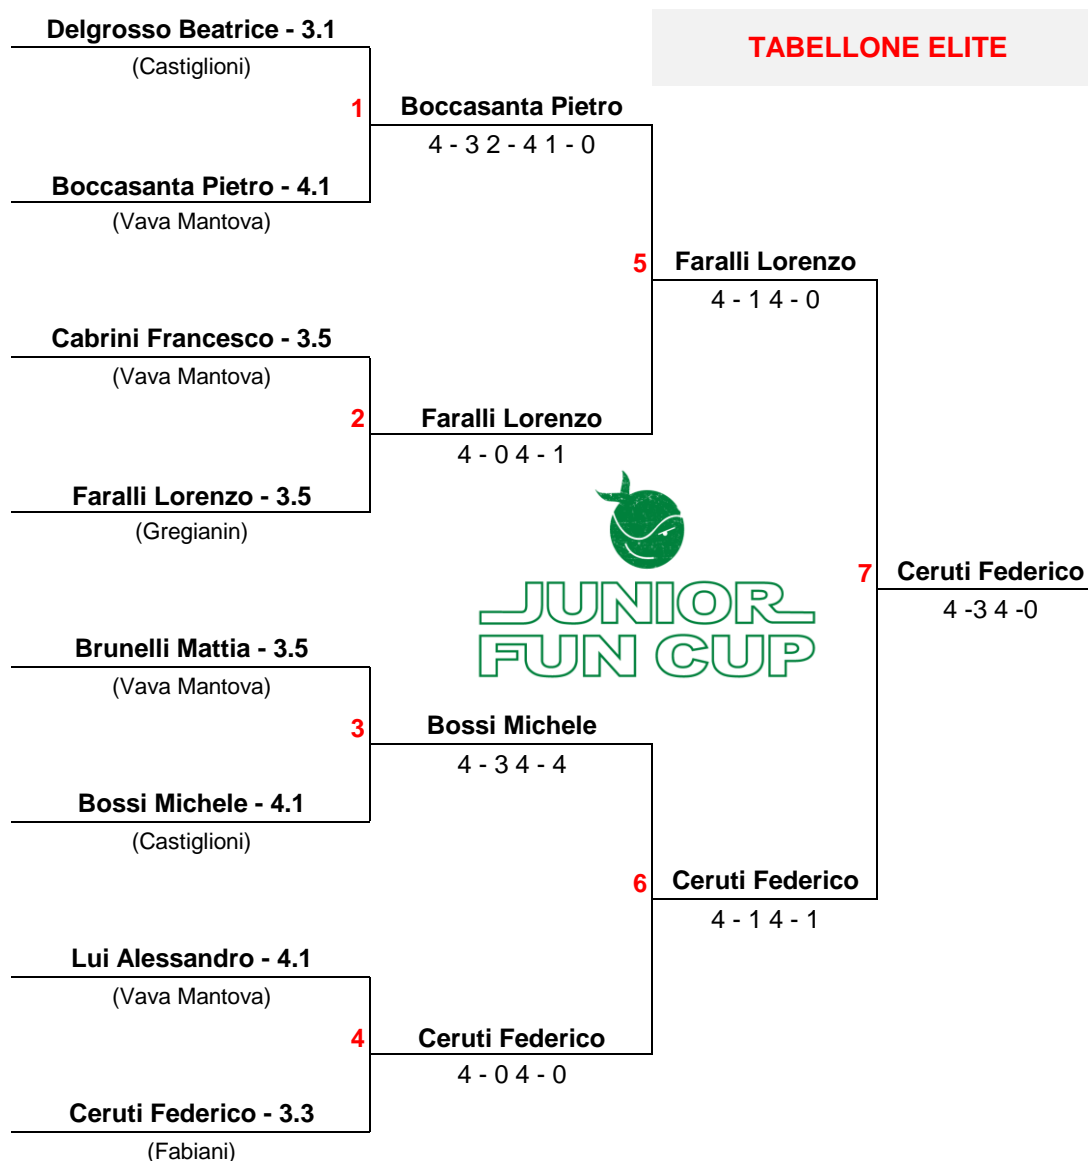 Delgrosso Beatrice - 3.1
TABELLONE ELITE
(Castiglioni)
1
Boccasanta Pietro
4 - 3 2 - 4 1 - 0
Boccasanta Pietro - 4.1
(Vava Mantova)
5
Faralli Lorenzo
4 - 1 4 - 0
Cabrini Francesco - 3.5
(Vava Mantova)
2
Faralli Lorenzo
4 - 0 4 - 1
Faralli Lorenzo - 3.5
(Gregianin)
7
Ceruti Federico
4 -3 4 -0
JUNIOR
FUN CUP
Brunelli Mattia - 3.5
(Vava Mantova)
3
Bossi Michele
4 - 3 4 - 4
Bossi Michele - 4.1
(Castiglioni)
6
Ceruti Federico
4 - 1 4 - 1
Lui Alessandro - 4.1
(Vava Mantova)
4
Ceruti Federico
4 - 0 4 - 0
Ceruti Federico - 3.3
(Fabiani)